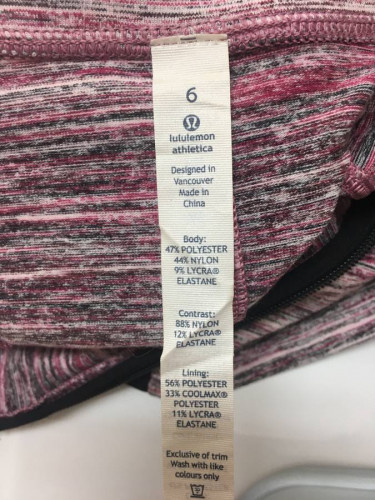 6
lululemon
athletica
Designed in
Vancouver
Made in
China
Body:
47% POLYESTER
44% NYLON
9% LYCRA®
ELASTANE
Contrast:
88% NYLON
12% LYCRA®
ELASTANE
Lining:
56% POLYESTER
33% COOLMAX®
POLYESTER
11% LYCRA®
ELASTANE
Exclusive of trim
Wash with like
colours only